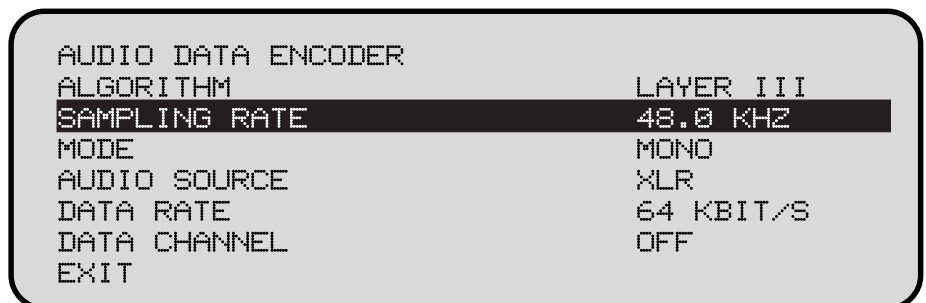 AUDIO DATA ENCODER
ALGORITHM LAYER III
SAMPLING RATE 48.0 KHZ
MODE MONO
AUDIO SOURCE XLR
DATA RATE 64 KBIT/S
DATA CHANNEL OFF
EXIT